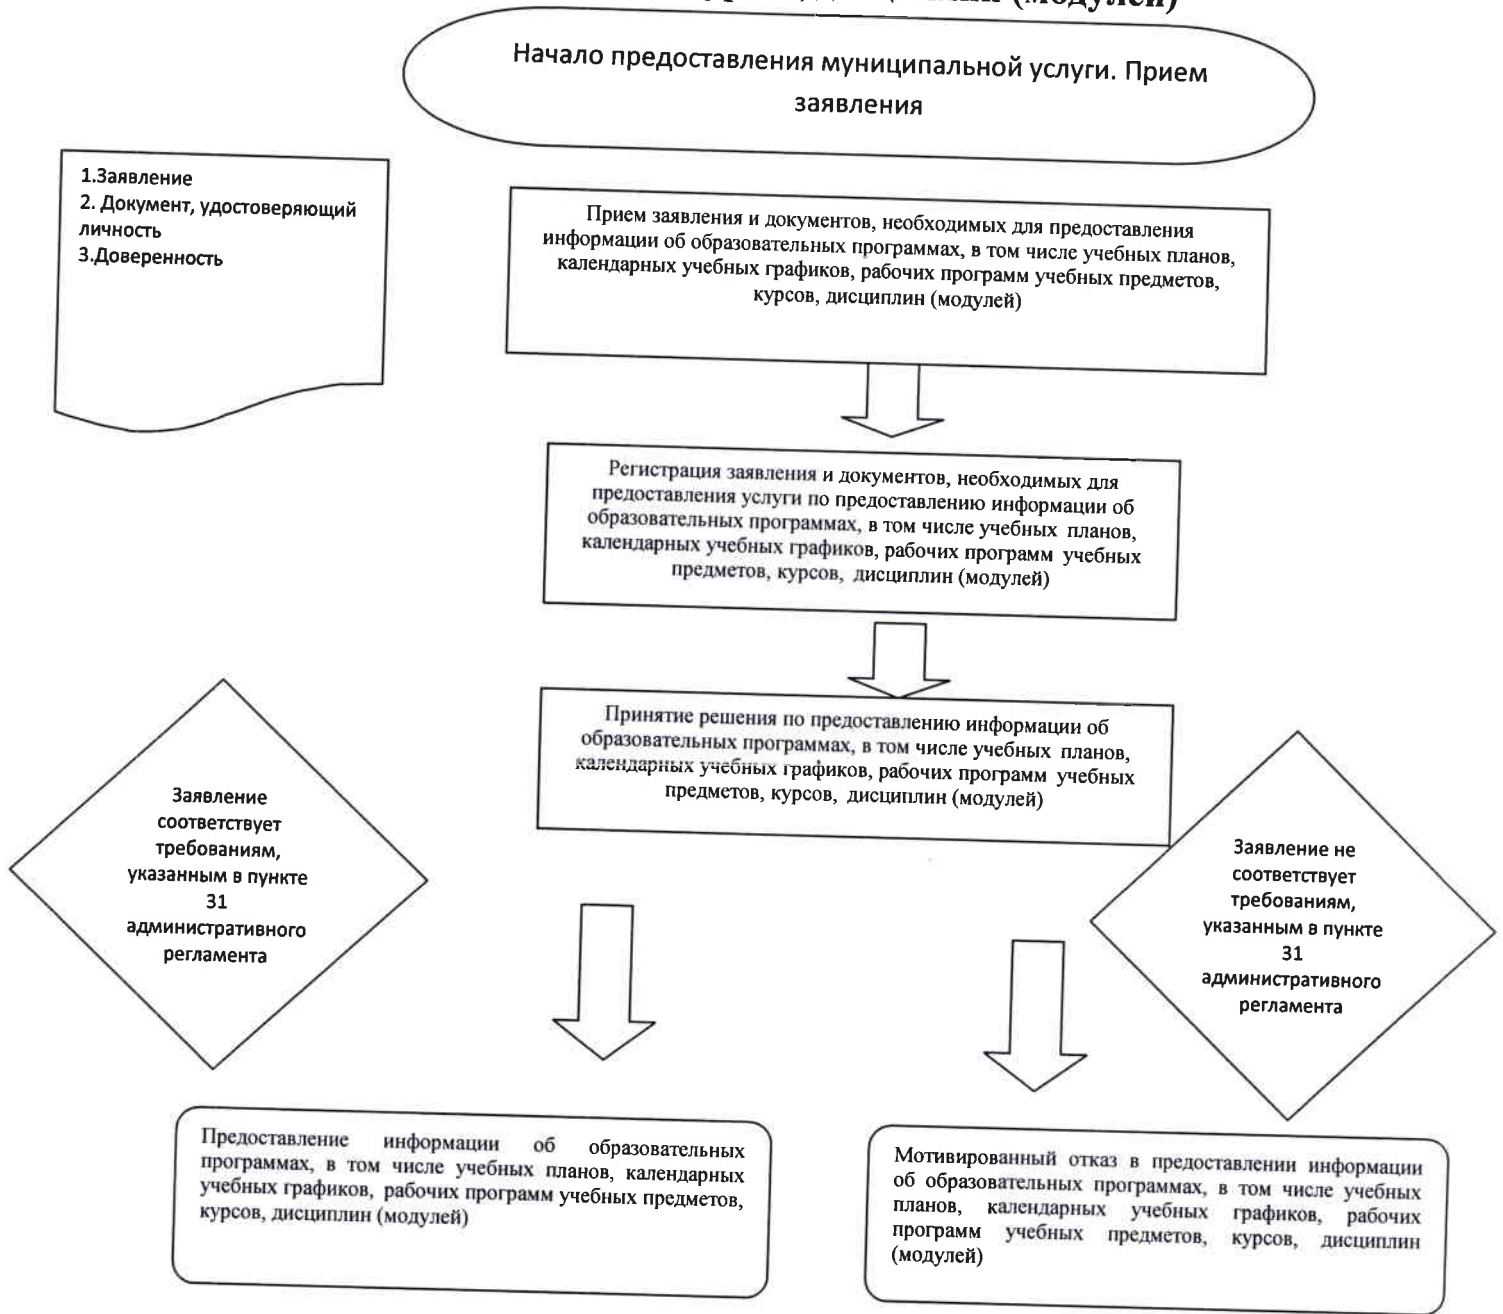 (модулей)
Начало предоставления муниципальной услуги. Прием
заявления
1.Заявление
2. Документ, удостоверяющий
личность
3.Доверенность
Прием заявления и документов, необходимых для предоставления
информации об образовательных программах, в том числе учебных планов,
календарных учебных графиков, рабочих программ учебных предметов,
курсов, дисциплин (модулей)
Регистрация заявления и документов, необходимых для
предоставления услуги по предоставлению информации об
образовательных программах, в том числе учебных планов,
календарных учебных графиков, рабочих программ учебных
предметов, курсов, дисциплин (модулей)
Принятие решения по предоставлению информации об
образовательных программах, в том числе учебных планов,
календарных учебных графиков, рабочих программ учебных
предметов, курсов, дисциплин (модулей)
Заявление
соответствует
требованиям,
указанным в пункте
31
административного
регламента
Заявление не
соответствует
требованиям,
указанным в пункте
31
административного
регламента
Предоставление информации об образовательных
программах, в том числе учебных планов, календарных
учебных графиков, рабочих программ учебных предметов,
курсов, дисциплин (модулей)
Мотивированный отказ в предоставлении информации
об образовательных программах, в том числе учебных
планов, календарных учебных графиков, рабочих
программ учебных предметов, курсов, дисциплин
(модулей)